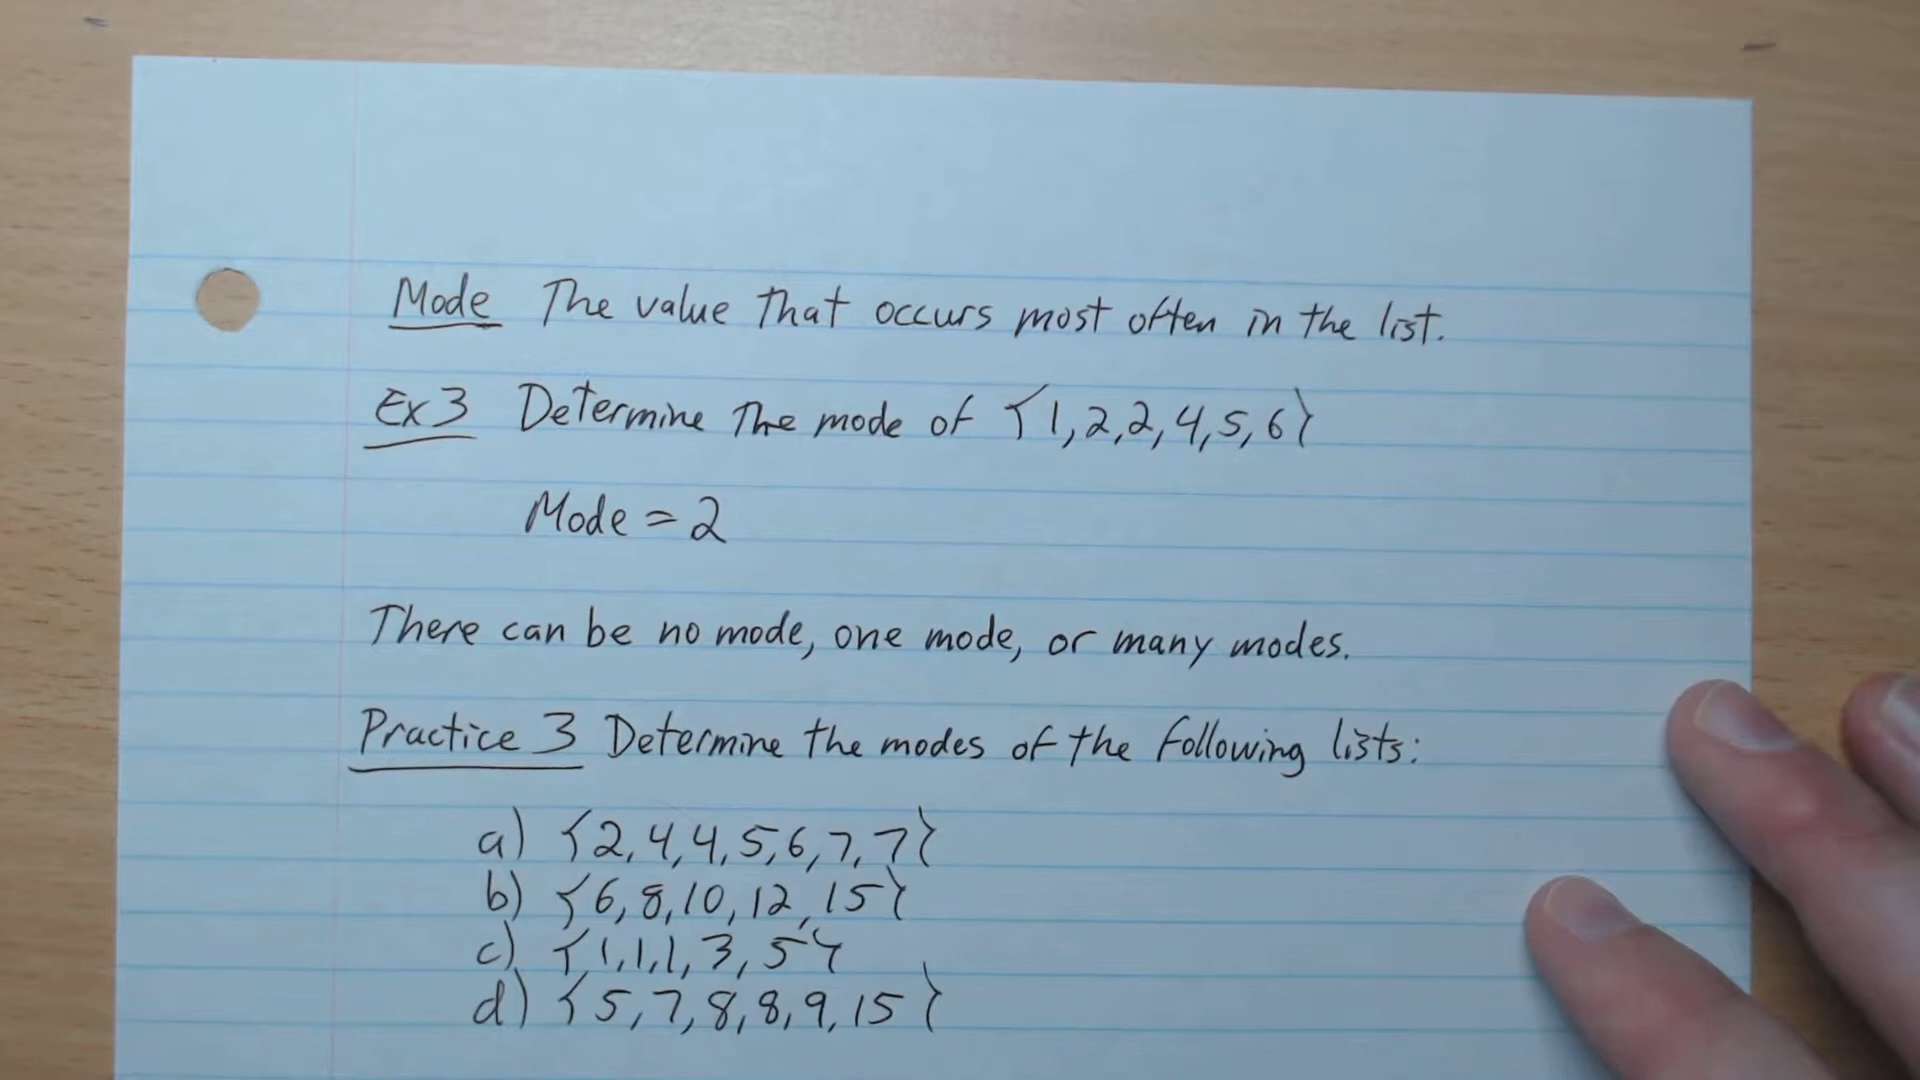 Mode The value that occurs most often in the list.
Ex 3 Determine the mode of {1,2,2,4,5,6}
Mode = 2
There can be no mode, one mode, or many modes.
Practice 3 Determine the modes of the following lists:
a) {2,4,4,5,6,7,7}
b) {6,8,10,12,15}
c) {1,1,1,3,5}
d) {5,7,8,8,9,15}